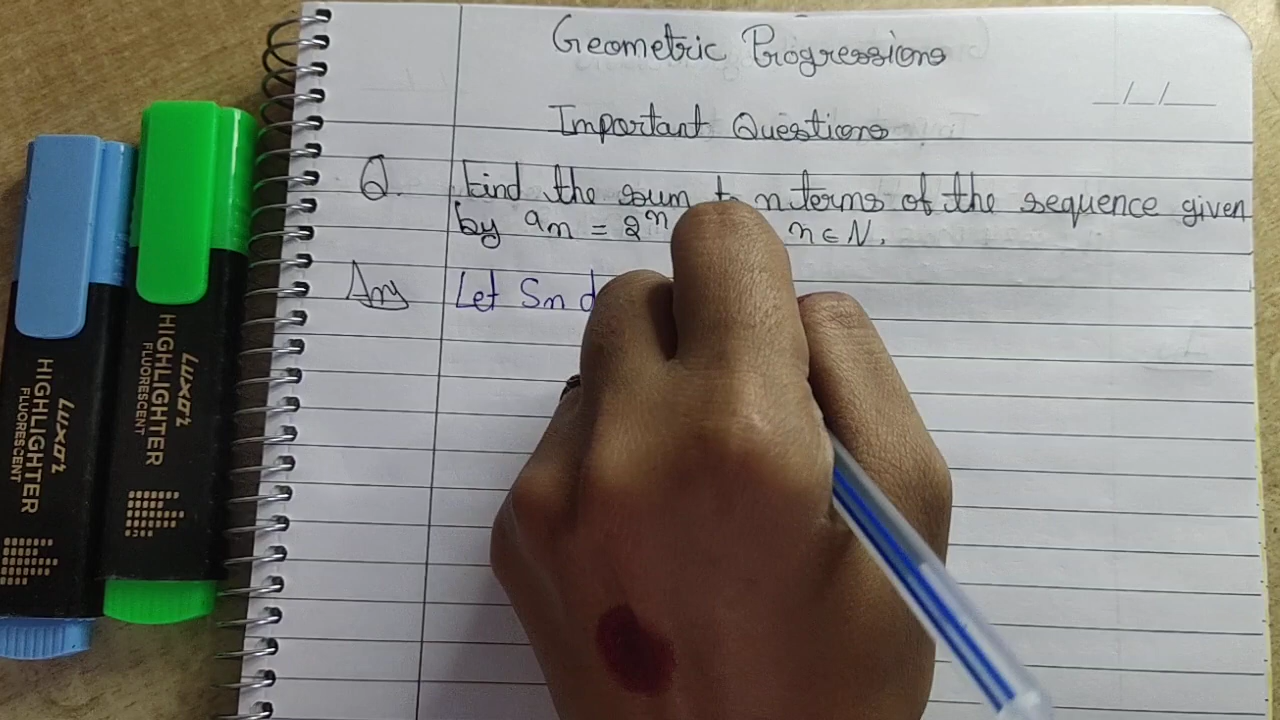 Geometric Progressions
_/_/_
Important Questions
Q. Find the sum to n terms of the sequence given
by an = 2^n n ∈ N.
Ans Let Sn d
LUXOR
HIGHLIGHTER
FLUORESCENT
LUXOR
HIGHLIGHTER
FLUORESCENT